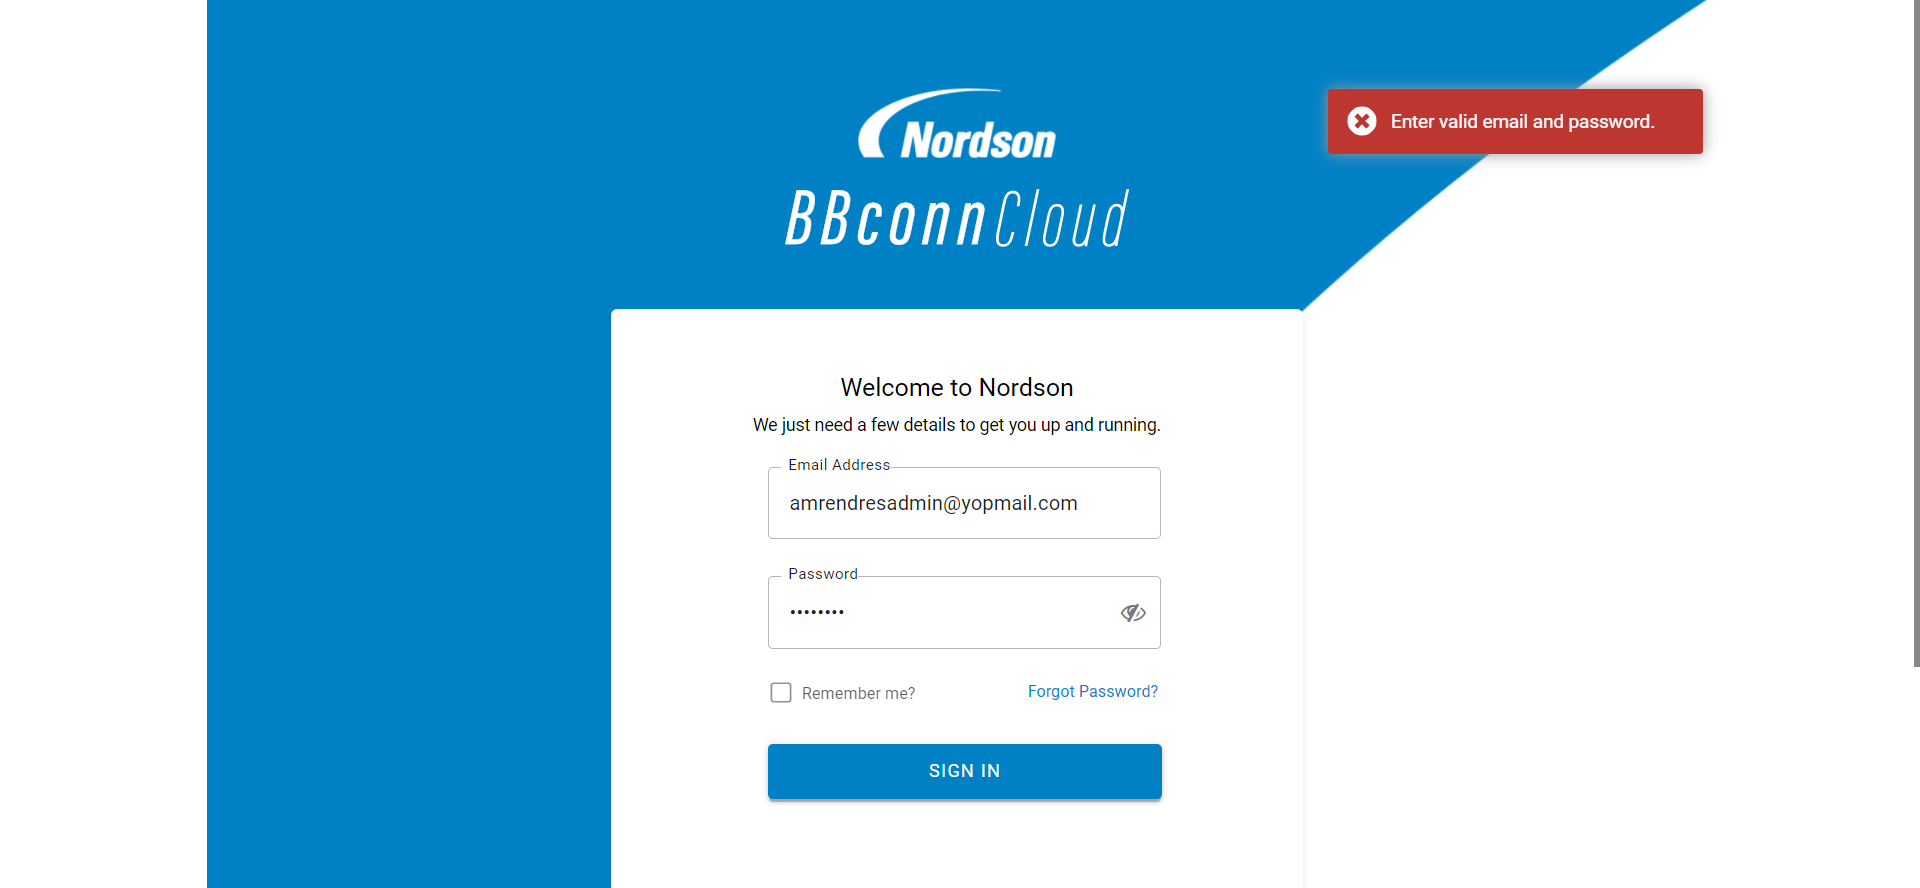 Nordson
BBconnCloud
Enter valid email and password.
Welcome to Nordson
We just need a few details to get you up and running.
Email Address
amrendresadmin@yopmail.com
Password
••••••••
Remember me?
Forgot Password?
SIGN IN